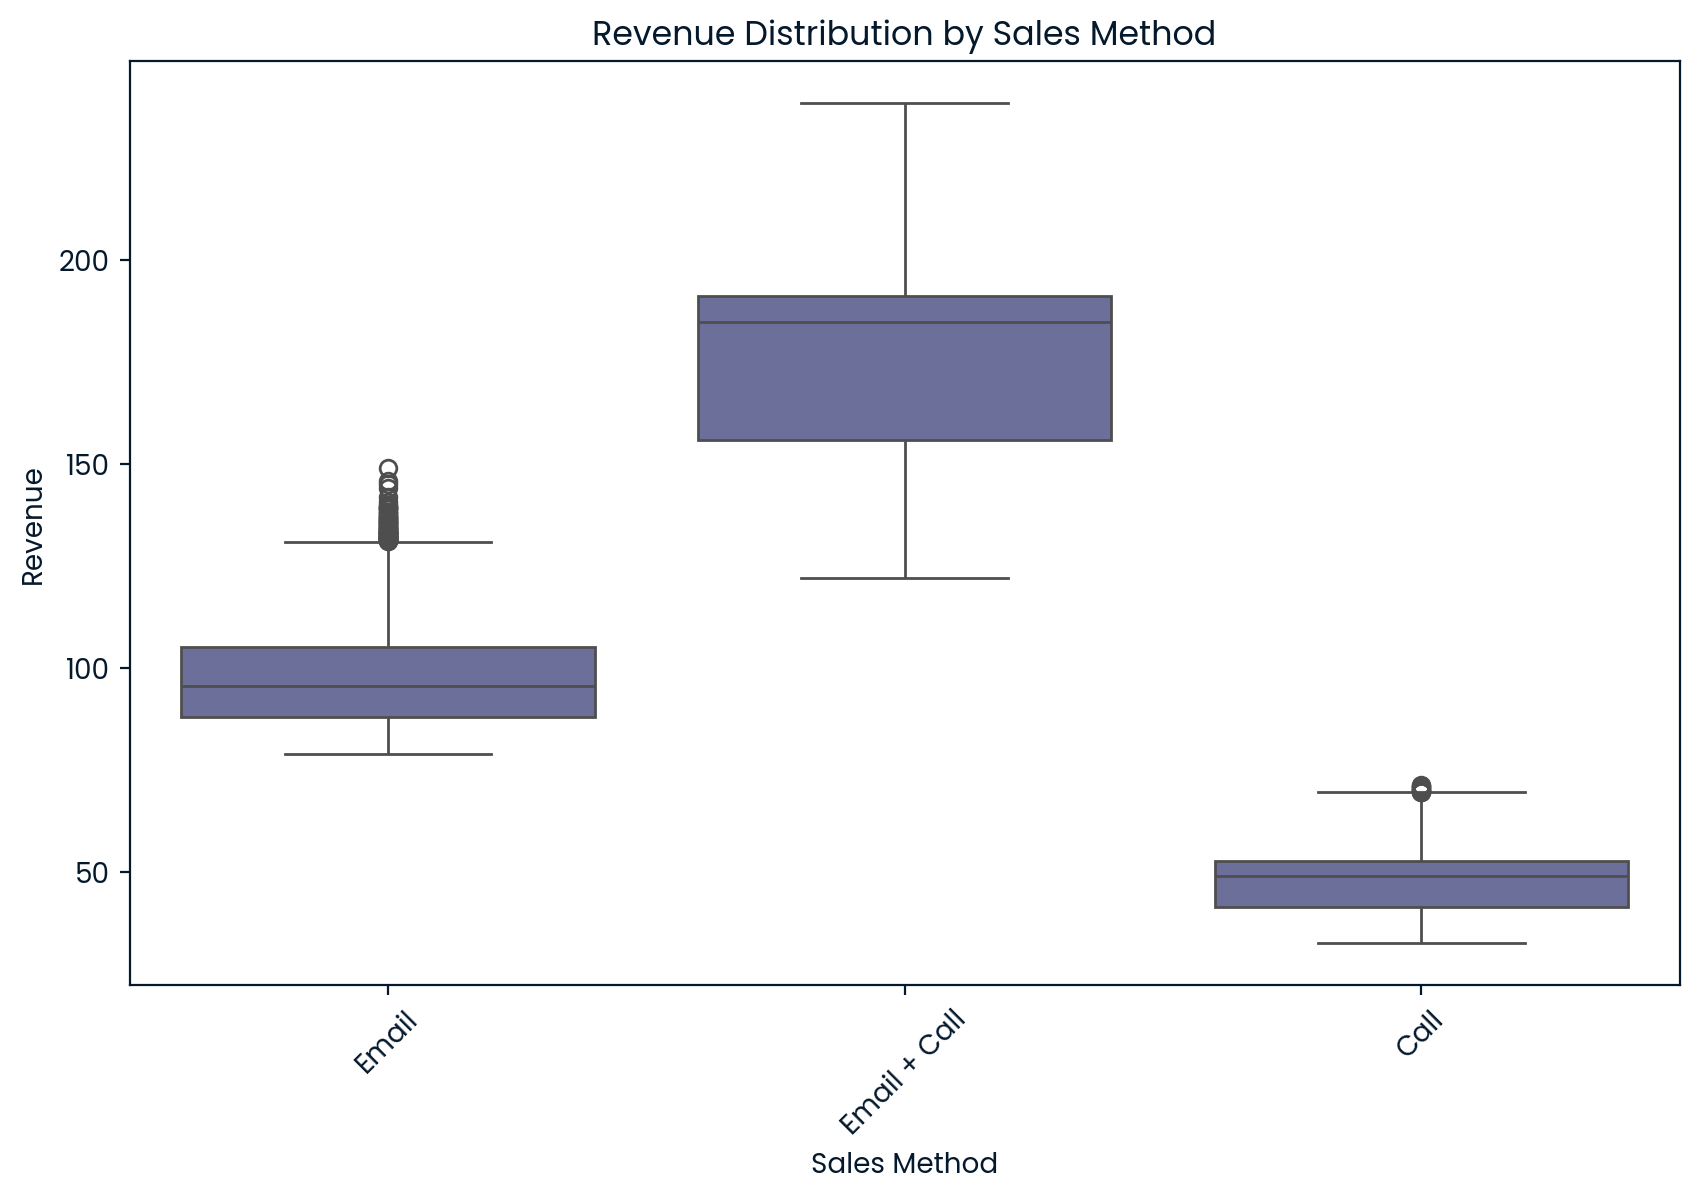 Revenue Distribution by Sales Method
Revenue
200
150
100
50
Email
Email + Call
Call
Sales Method